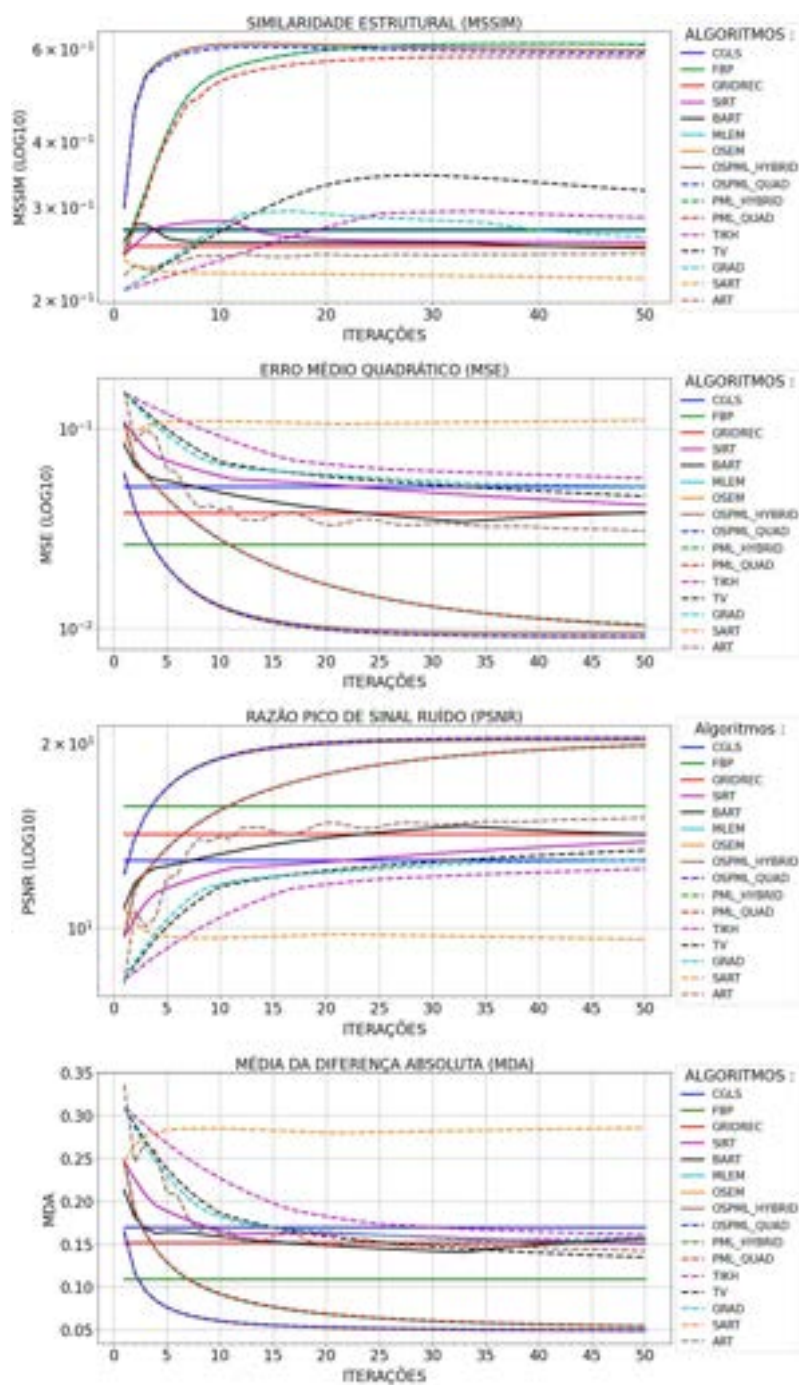 SIMILARIDADE ESTRUTURAL (MSSIM)
MSSIM (LOG10)
6 × 10⁻¹
4 × 10⁻¹
3 × 10⁻¹
2 × 10⁻¹
0 5 10 20 30 40 50
ITERAÇÕES
ALGORITMOS :
CGLS
FBP
GRIDREC
SIRT
BART
MLEM
OSEM
OSPML_HYBRID
OSPML_QUAD
PML_HYBRID
PML_QUAD
TIKH
TV
GRAD
SART
ART
ERRO MÉDIO QUADRÁTICO (MSE)
MSE (LOG10)
10⁻¹
10⁻²
0 5 10 15 20 25 30 35 40 45 50
ITERAÇÕES
ALGORITMOS :
CGLS
FBP
GRIDREC
SIRT
BART
MLEM
OSEM
OSPML_HYBRID
OSPML_QUAD
PML_HYBRID
PML_QUAD
TIKH
TV
GRAD
SART
ART
RAZÃO PICO DE SINAL RUÍDO (PSNR)
PSNR (LOG10)
2 × 10¹
10¹
0 5 10 15 20 25 30 35 40 45 50
ITERAÇÕES
Algoritmos :
CGLS
FBP
GRIDREC
SIRT
BART
MLEM
OSEM
OSPML_HYBRID
OSPML_QUAD
PML_HYBRID
PML_QUAD
TIKH
TV
GRAD
SART
ART
MÉDIA DA DIFERENÇA ABSOLUTA (MDA)
MDA
0.35
0.30
0.25
0.20
0.15
0.10
0.05
0 5 10 15 20 25 30 35 40 45 50
ITERAÇÕES
ALGORITMOS :
CGLS
FBP
GRIDREC
SIRT
BART
MLEM
OSEM
OSPML_HYBRID
OSPML_QUAD
PML_HYBRID
PML_QUAD
TIKH
TV
GRAD
SART
ART